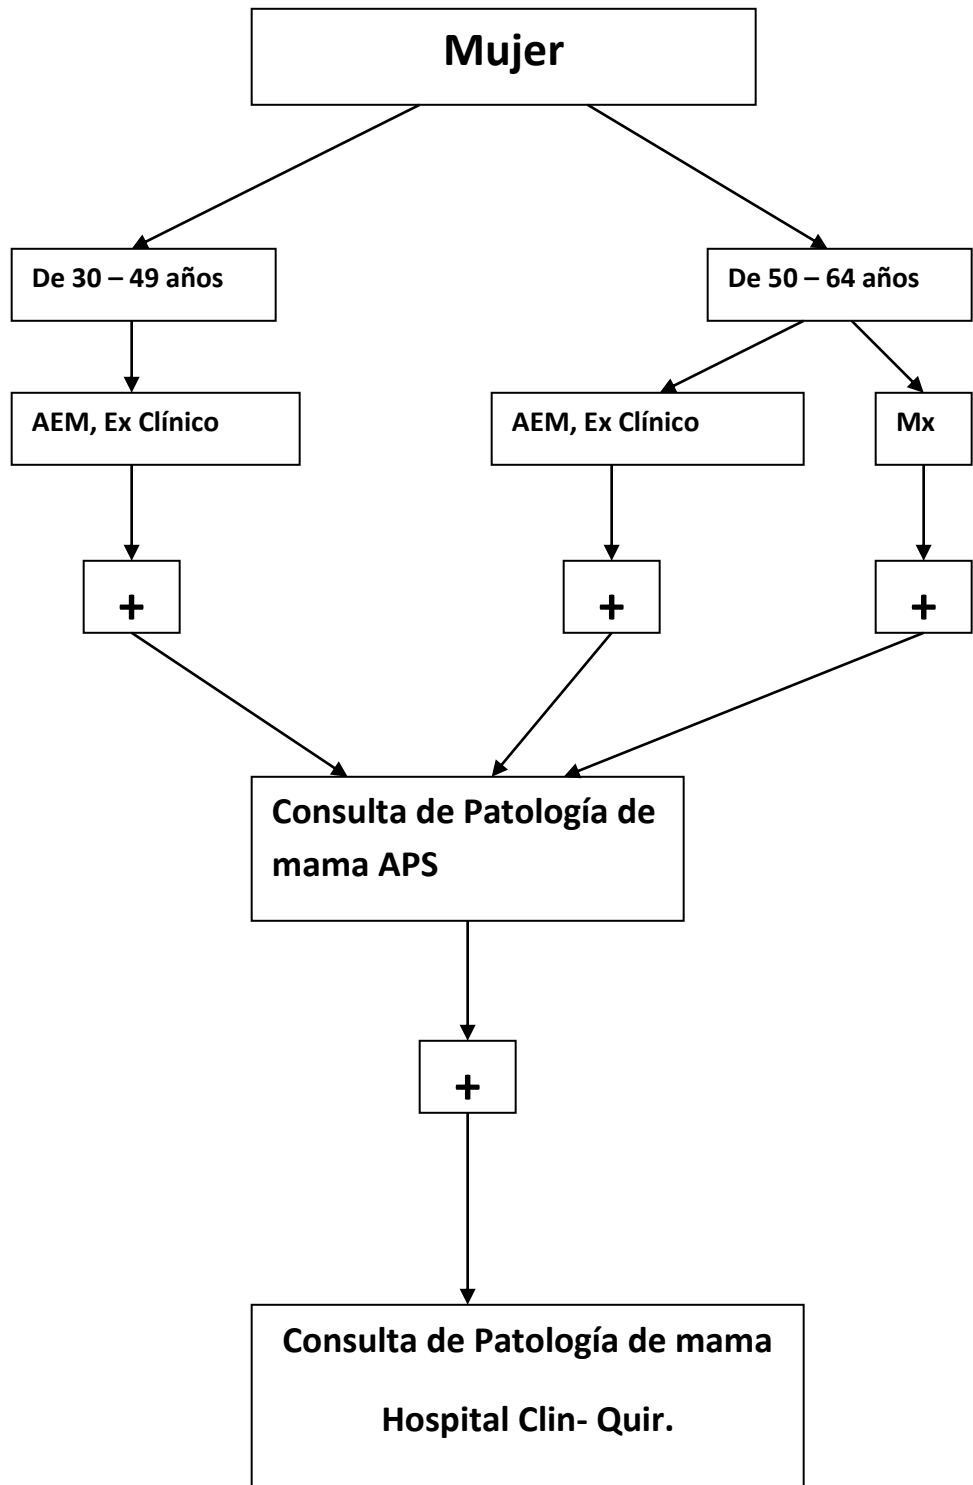 Mujer
De 30 – 49 años
De 50 – 64 años
AEM, Ex Clínico
AEM, Ex Clínico
Mx
+
+
+
Consulta de Patología de
mama APS
+
Consulta de Patología de mama
Hospital Clin- Quir.